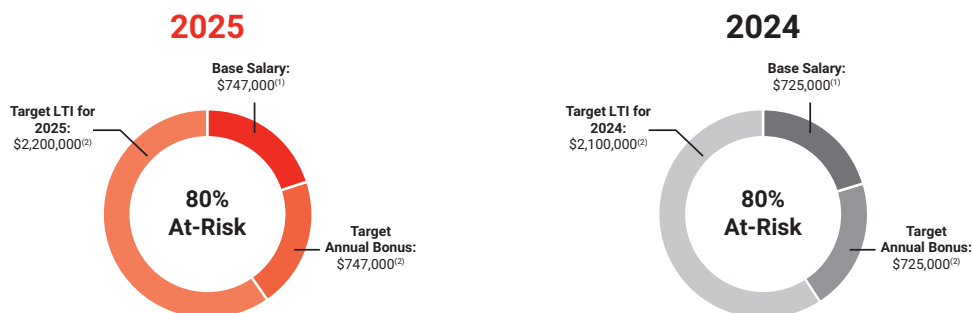 2025
Base Salary:
$747,000(1)
Target LTI for
2025:
$2,200,000(2)
80%
At-Risk
Target
Annual Bonus:
$747,000(2)
2024
Base Salary:
$725,000(1)
Target LTI for
2024:
$2,100,000(2)
80%
At-Risk
Target
Annual Bonus:
$725,000(2)